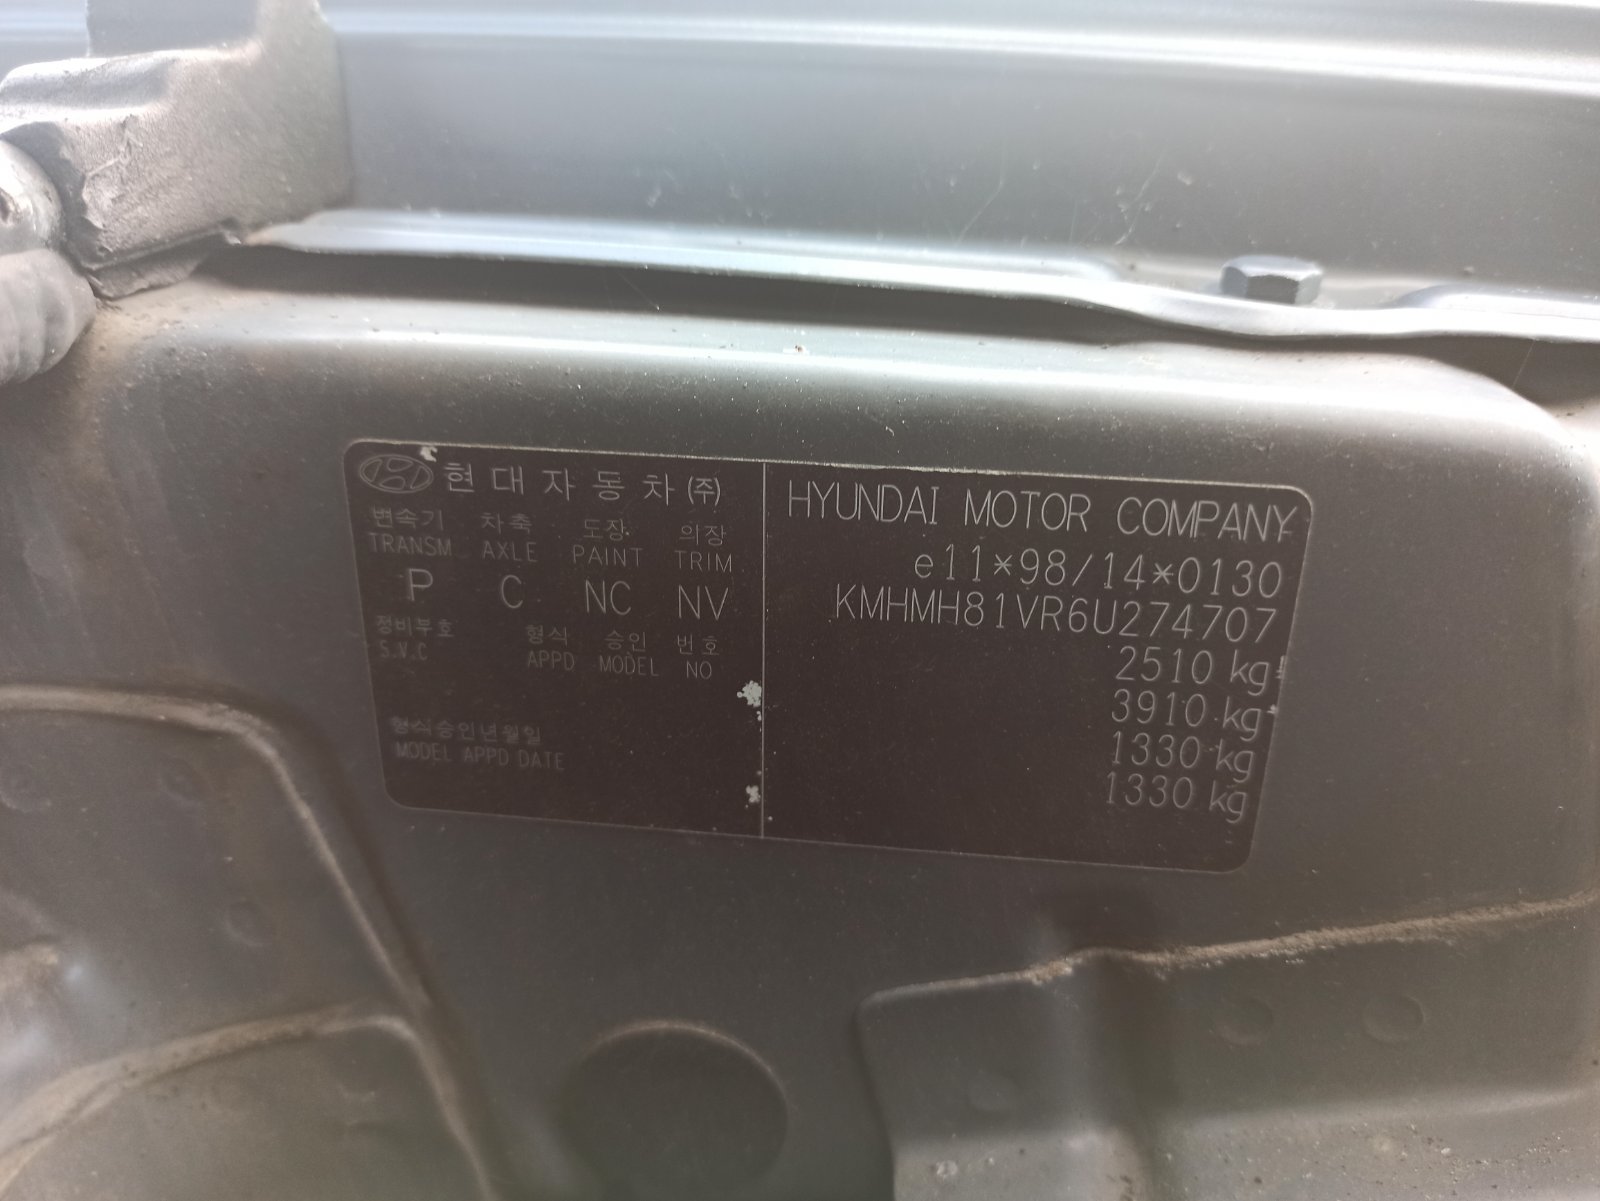 현대자동차(주)
변속기 차축 도장 의장
TRANSM AXLE PAINT TRIM
P C NC NV
정비부호 형식 승인 번호
S.V.C APPD MODEL NO
형식승인년월일
MODEL APPD DATE
HYUNDAI MOTOR COMPANY
e11*98/14*0130
KMHMH81VR6U274707
2510 kg
3910 kg
1330 kg
1330 kg